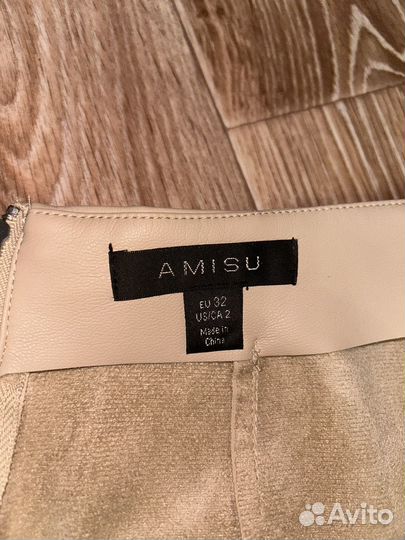 AMISU
EU 32
US/CA 2
Made in
China
Avito